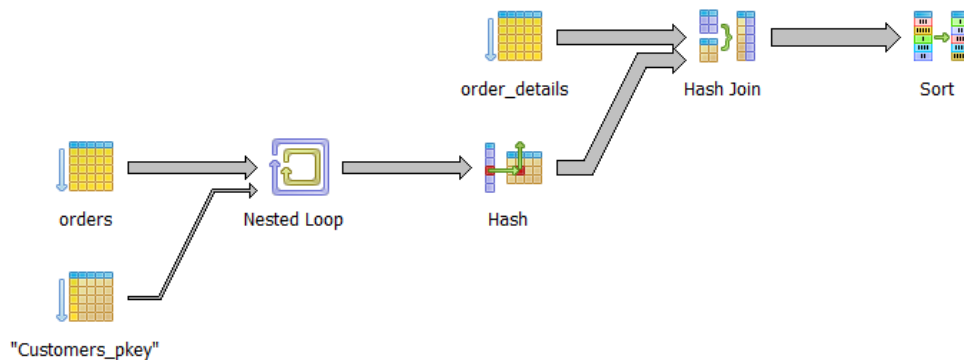 order_details
Hash Join
Sort
orders
Nested Loop
Hash
"Customers_pkey"